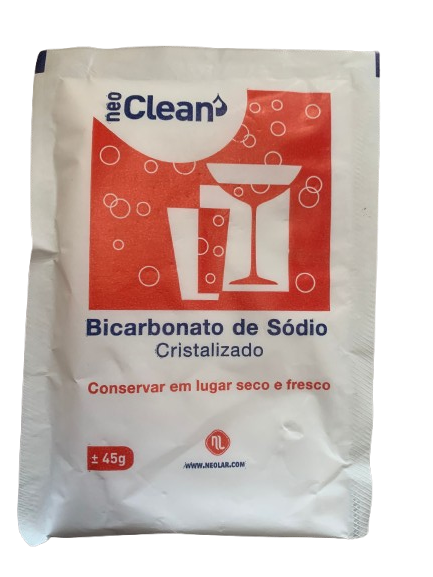 neo Clean
Bicarbonato de Sódio
Cristalizado
Conservar em lugar seco e fresco
± 45g
WWW.NEOLAR.COM